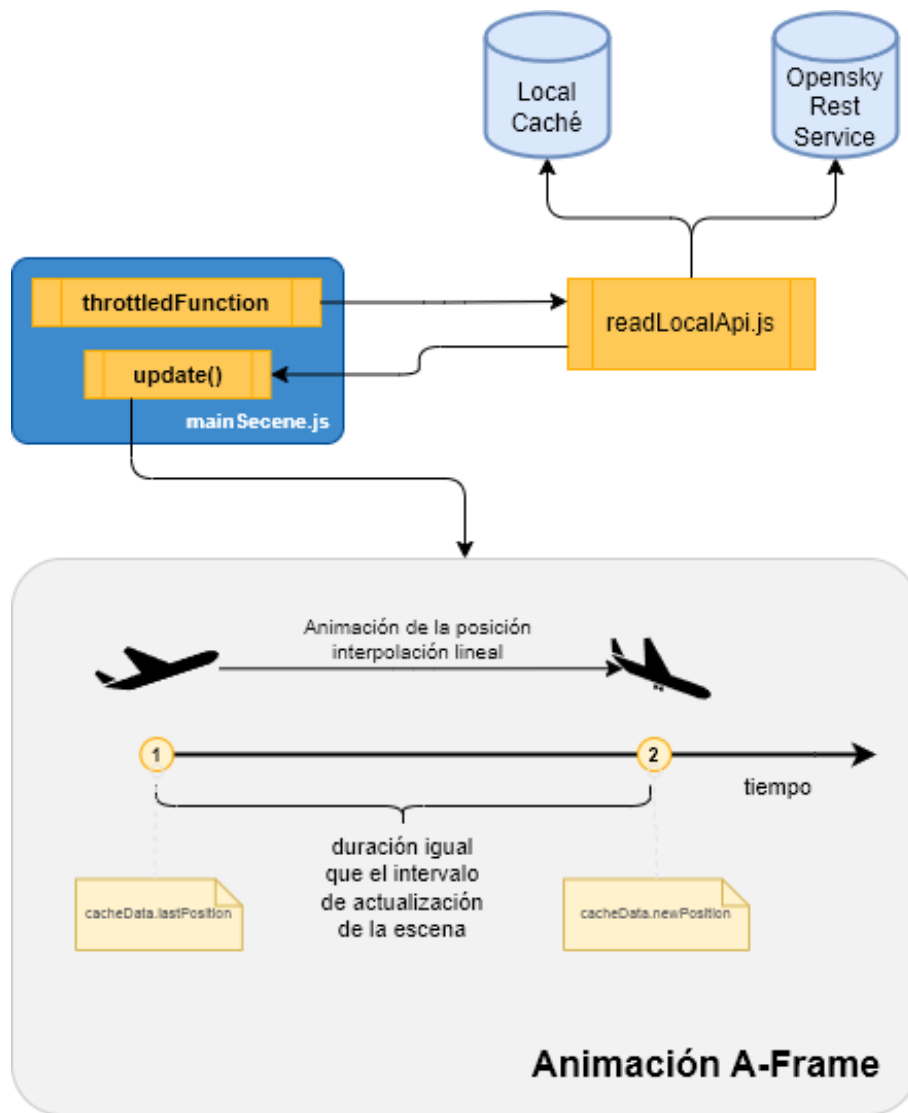 Local
Caché
Opensky
Rest
Service
throttledFunction
readLocalApi.js
update()
mainSecene.js
Animación de la posición
interpolación lineal
1
2
tiempo
duración igual
que el intervalo
de actualización
de la escena
cacheData.lastPosition
cacheData.newPosition
Animación A-Frame